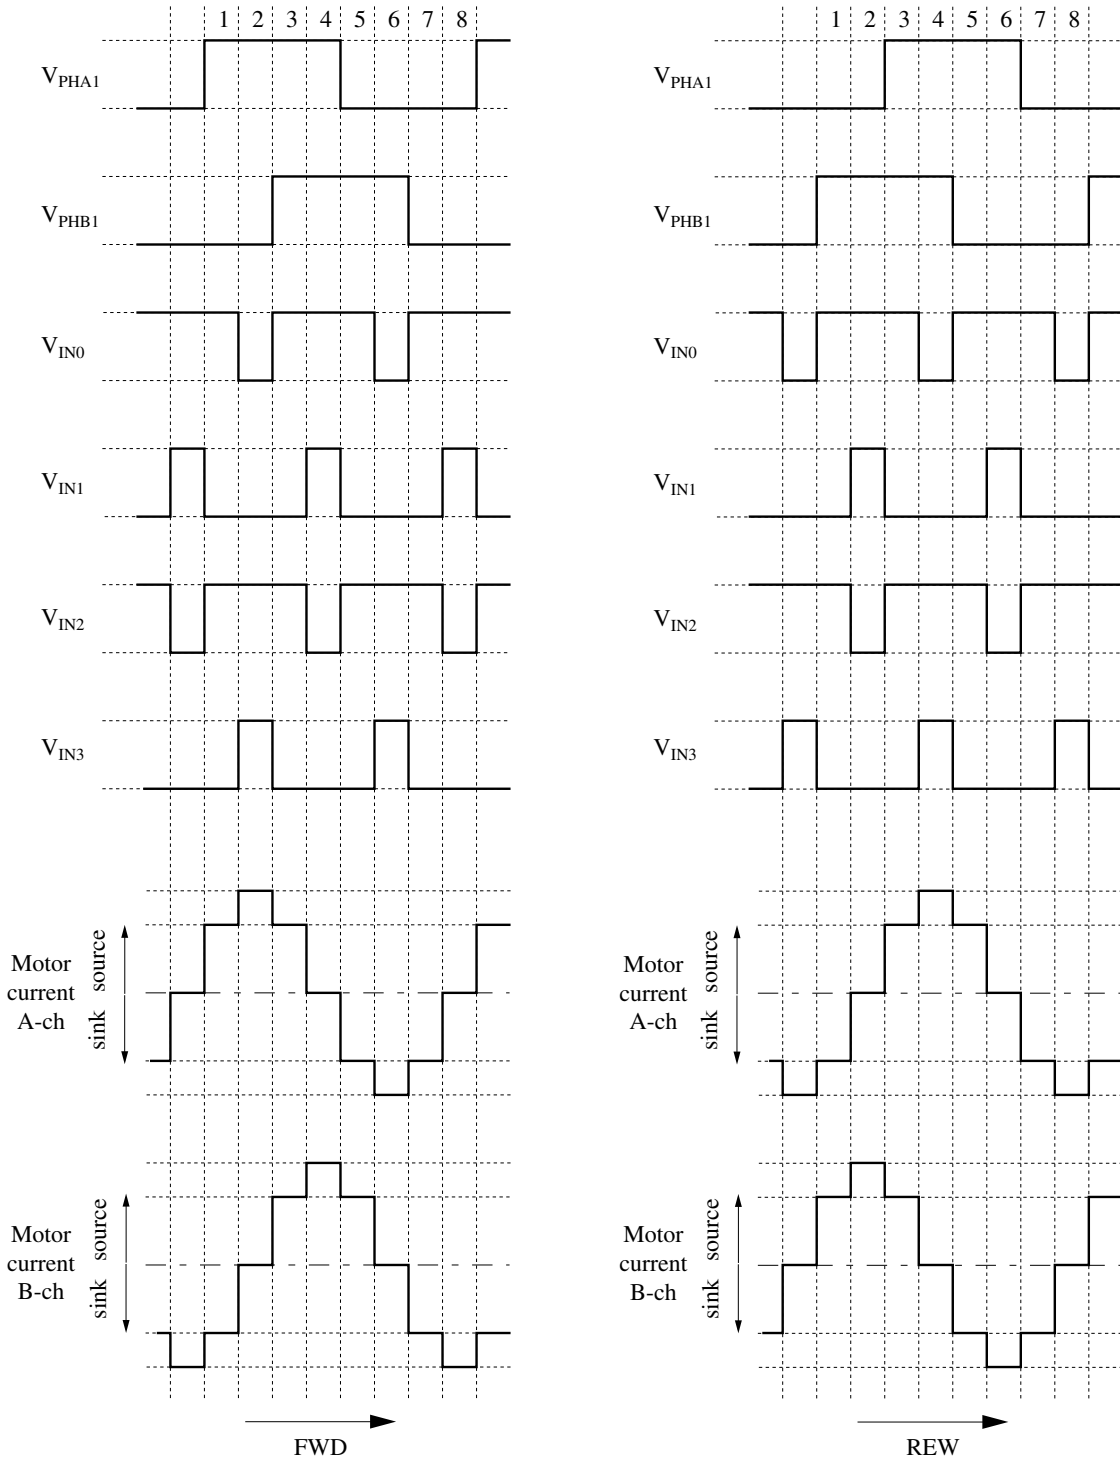 1 2 3 4 5 6 7 8
V_PHA1
V_PHB1
V_IN0
V_IN1
V_IN2
V_IN3
Motor
current
A-ch
source
sink
Motor
current
B-ch
source
sink
FWD
1 2 3 4 5 6 7 8
V_PHA1
V_PHB1
V_IN0
V_IN1
V_IN2
V_IN3
Motor
current
A-ch
source
sink
Motor
current
B-ch
source
sink
REW